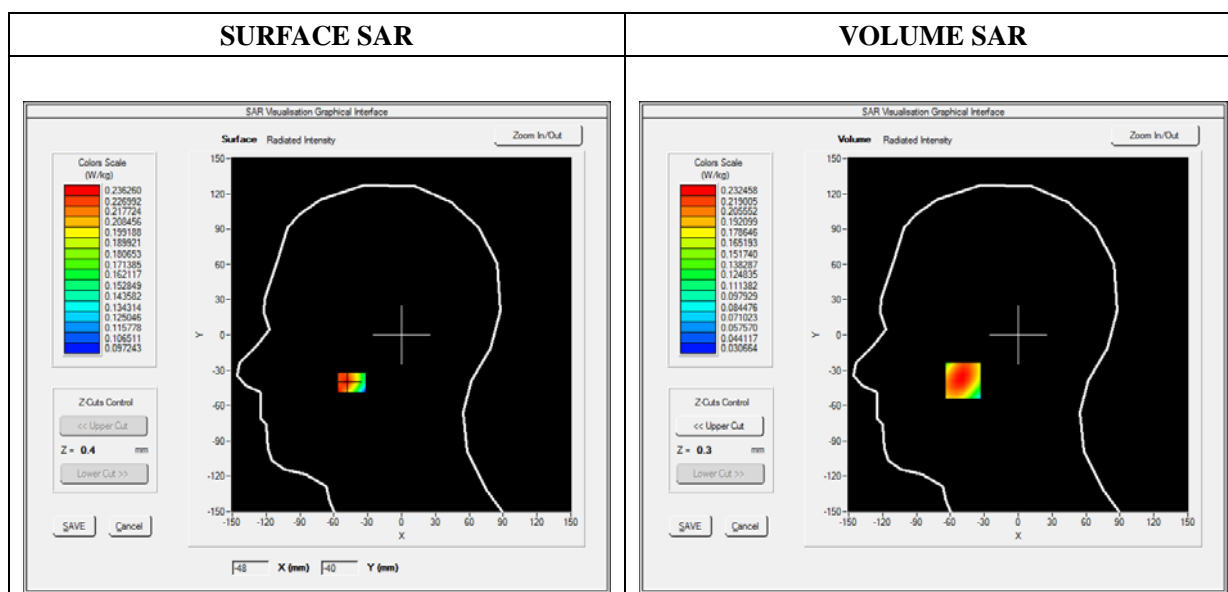 SURFACE SAR
VOLUME SAR
SAR Visualisation Graphical Interface
Surface Radiated Intensity
Zoom In/Out
Colors Scale
(W/kg)
0.236260
0.226992
0.217724
0.208456
0.199188
0.189921
0.180653
0.171385
0.162117
0.152849
0.143582
0.134314
0.125046
0.115778
0.106511
0.097243
Z-Cuts Control
<< Upper Cut
Z = 0.4 mm
Lower Cut >>
SAVE Cancel
150
120
90
60
30
0
-30
-60
-90
-120
-150
Y
-150 -120 -90 -60 -30 0 30 60 90 120 150
X
-48 X (mm) -40 Y (mm)
SAR Visualisation Graphical Interface
Volume Radiated Intensity
Zoom In/Out
Colors Scale
(W/kg)
0.232458
0.219005
0.205552
0.192099
0.178646
0.165193
0.151740
0.138287
0.124835
0.111382
0.097929
0.084476
0.071023
0.057570
0.044117
0.030664
Z-Cuts Control
<< Upper Cut
Z = 0.3 mm
Lower Cut >>
SAVE Cancel
150
120
90
60
30
0
-30
-60
-90
-120
-150
Y
-150 -120 -90 -60 -30 0 30 60 90 120 150
X